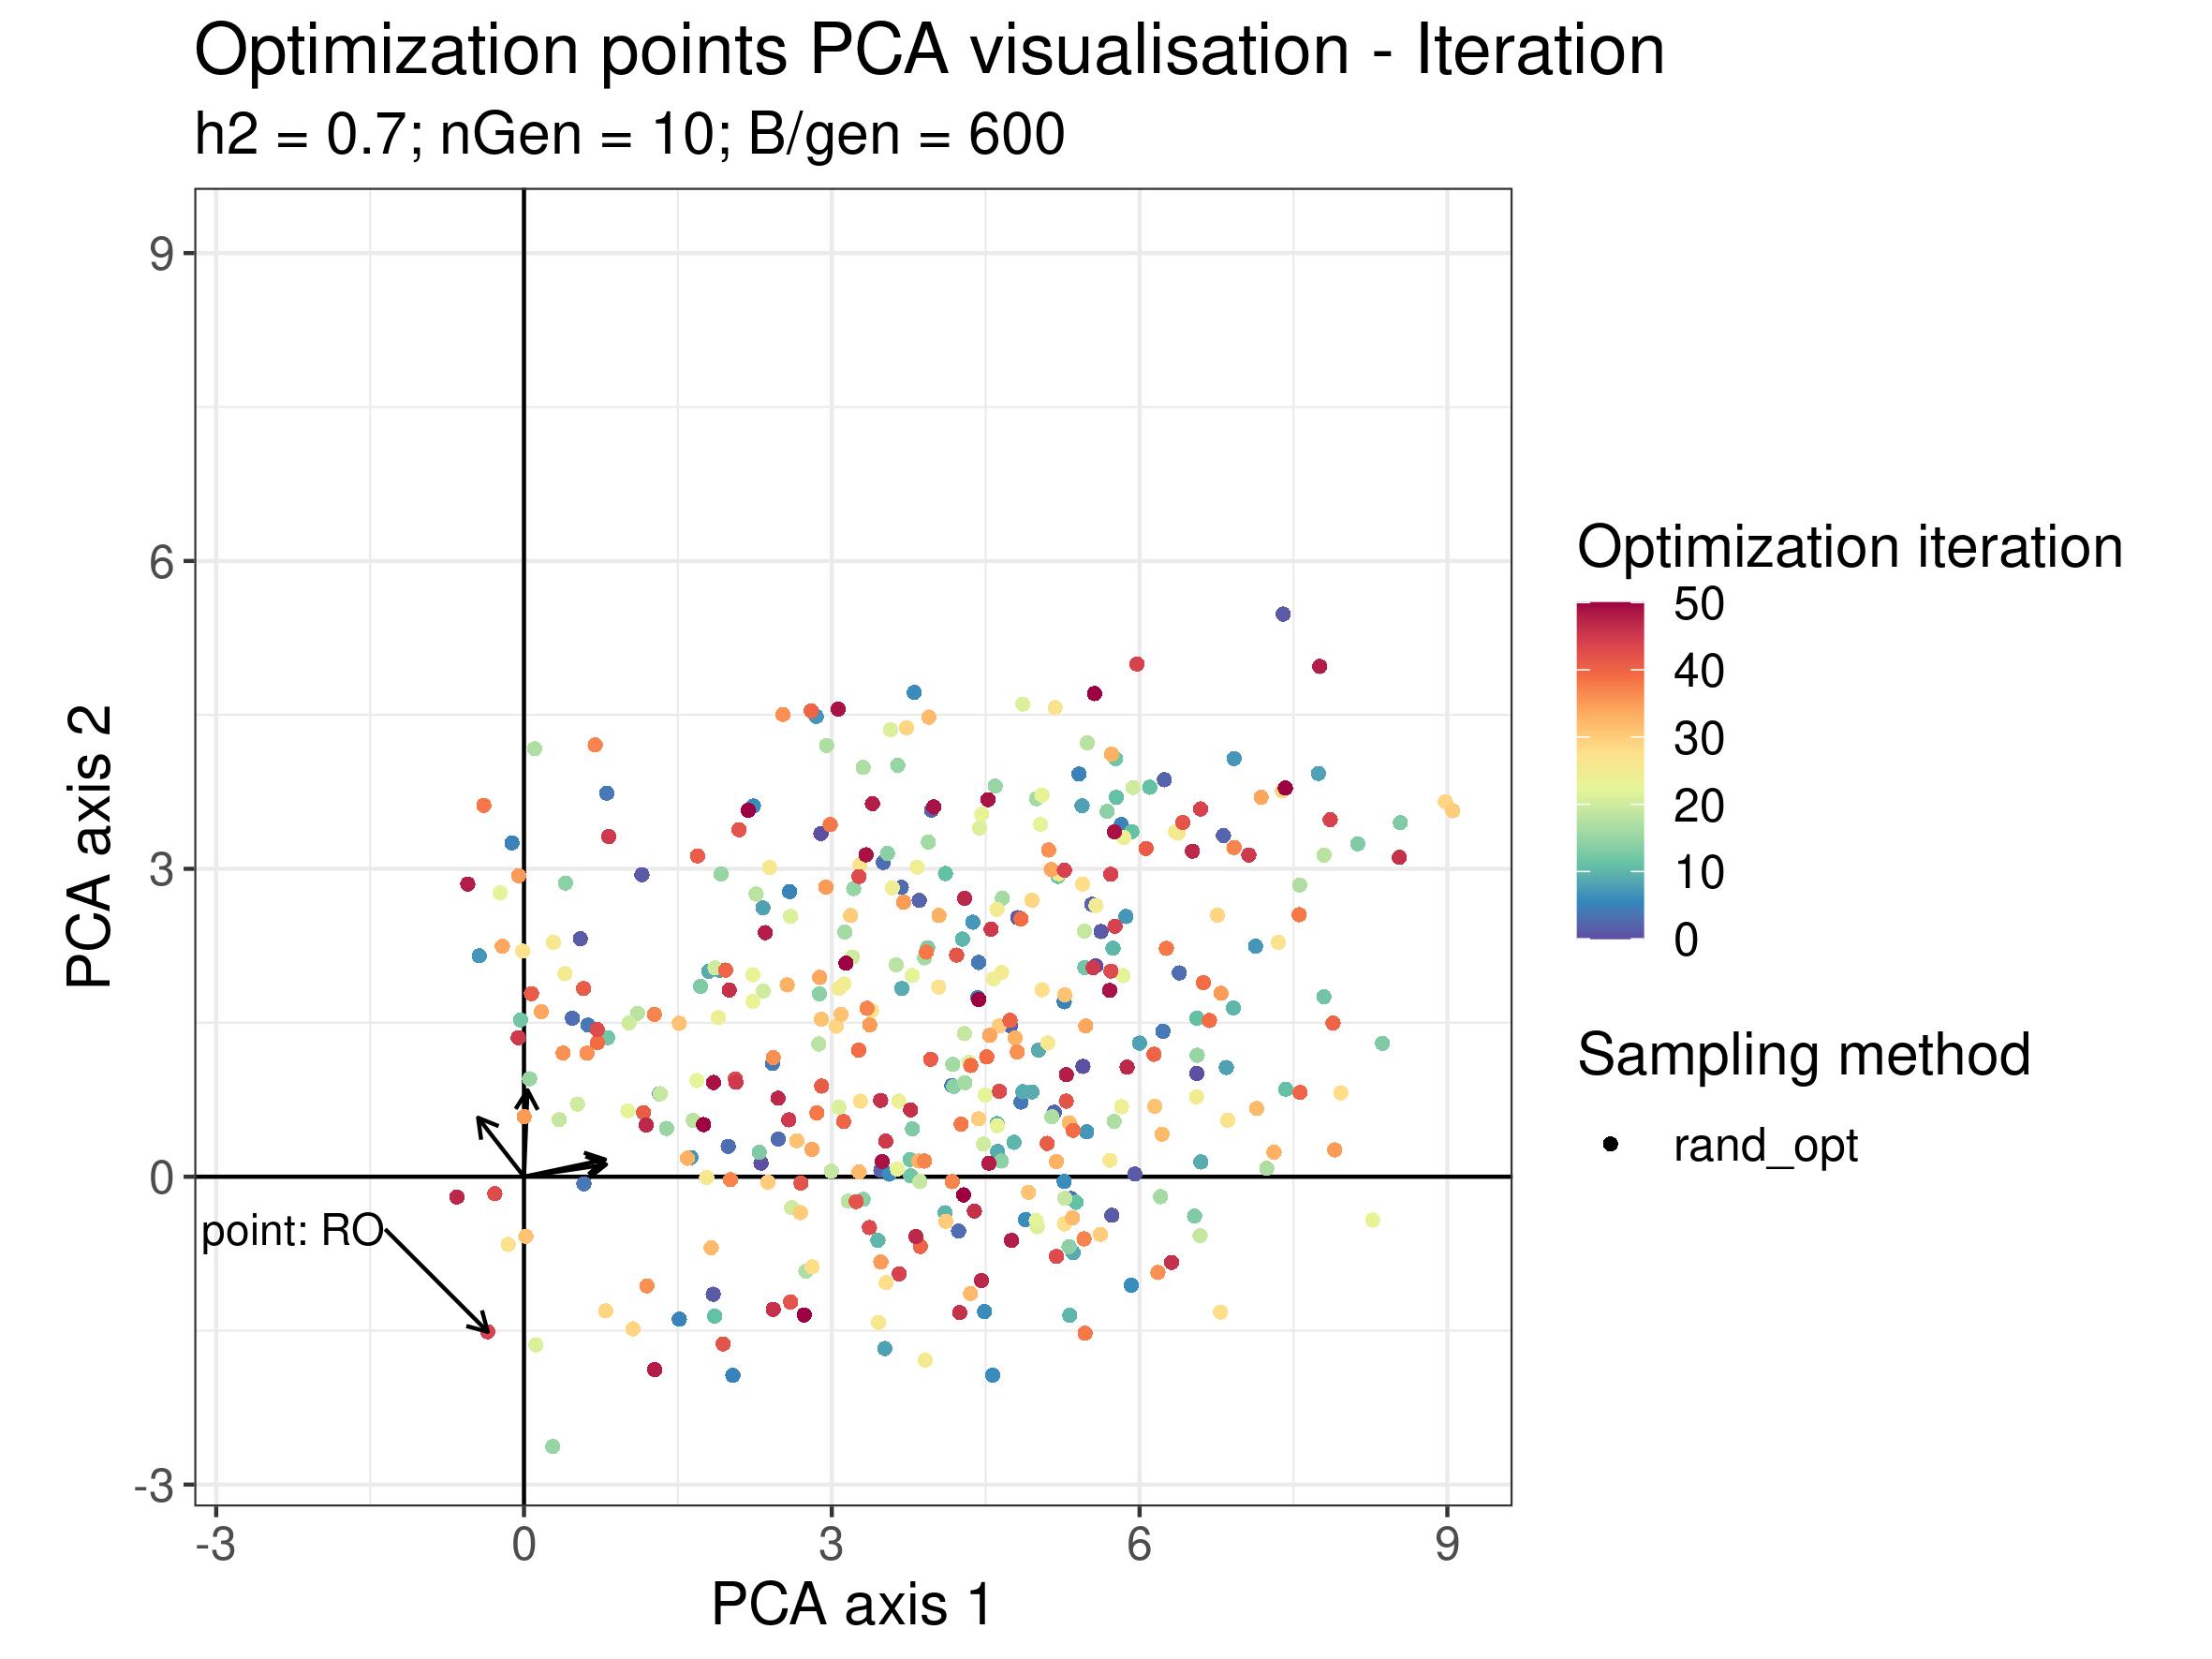 Optimization points PCA visualisation - Iteration
h2 = 0.7; nGen = 10; B/gen = 600
9
6
3
0
-3
PCA axis 2
point: RO
-3
0
3
6
9
PCA axis 1
Optimization iteration
50
40
30
20
10
0
Sampling method
rand_opt